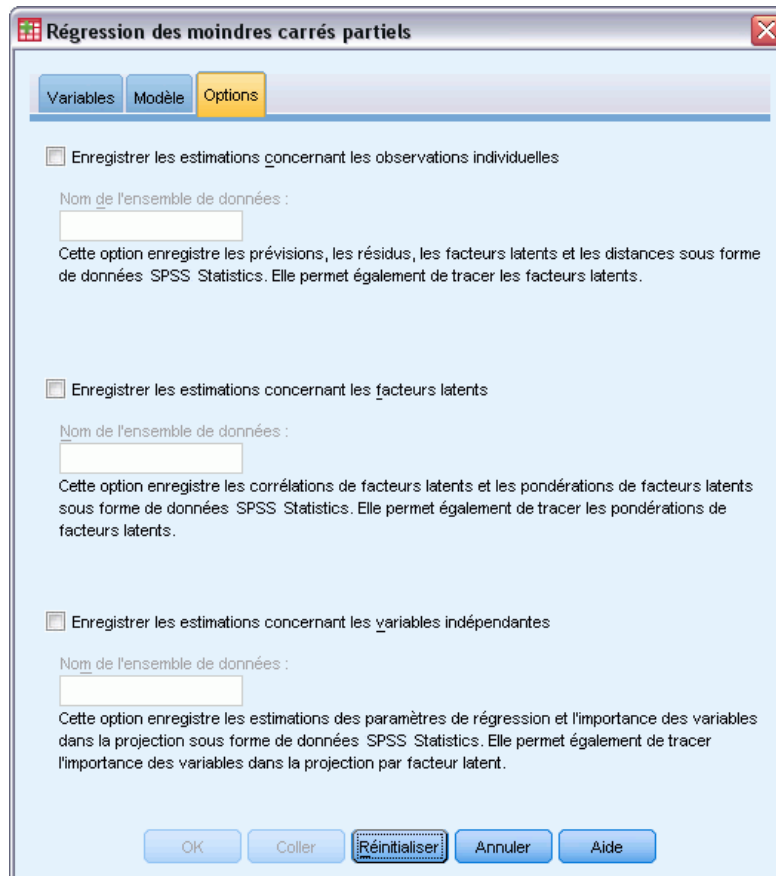 Régression des moindres carrés partiels
Variables Modèle Options
Enregistrer les estimations concernant les observations individuelles
Nom de l'ensemble de données :
Cette option enregistre les prévisions, les résidus, les facteurs latents et les distances sous forme
de données SPSS Statistics. Elle permet également de tracer les facteurs latents.
Enregistrer les estimations concernant les facteurs latents
Nom de l'ensemble de données :
Cette option enregistre les corrélations de facteurs latents et les pondérations de facteurs latents
sous forme de données SPSS Statistics. Elle permet également de tracer les pondérations de
facteurs latents.
Enregistrer les estimations concernant les variables indépendantes
Nom de l'ensemble de données :
Cette option enregistre les estimations des paramètres de régression et l'importance des variables
dans la projection sous forme de données SPSS Statistics. Elle permet également de tracer
l'importance des variables dans la projection par facteur latent.
OK Coller Réinitialiser Annuler Aide